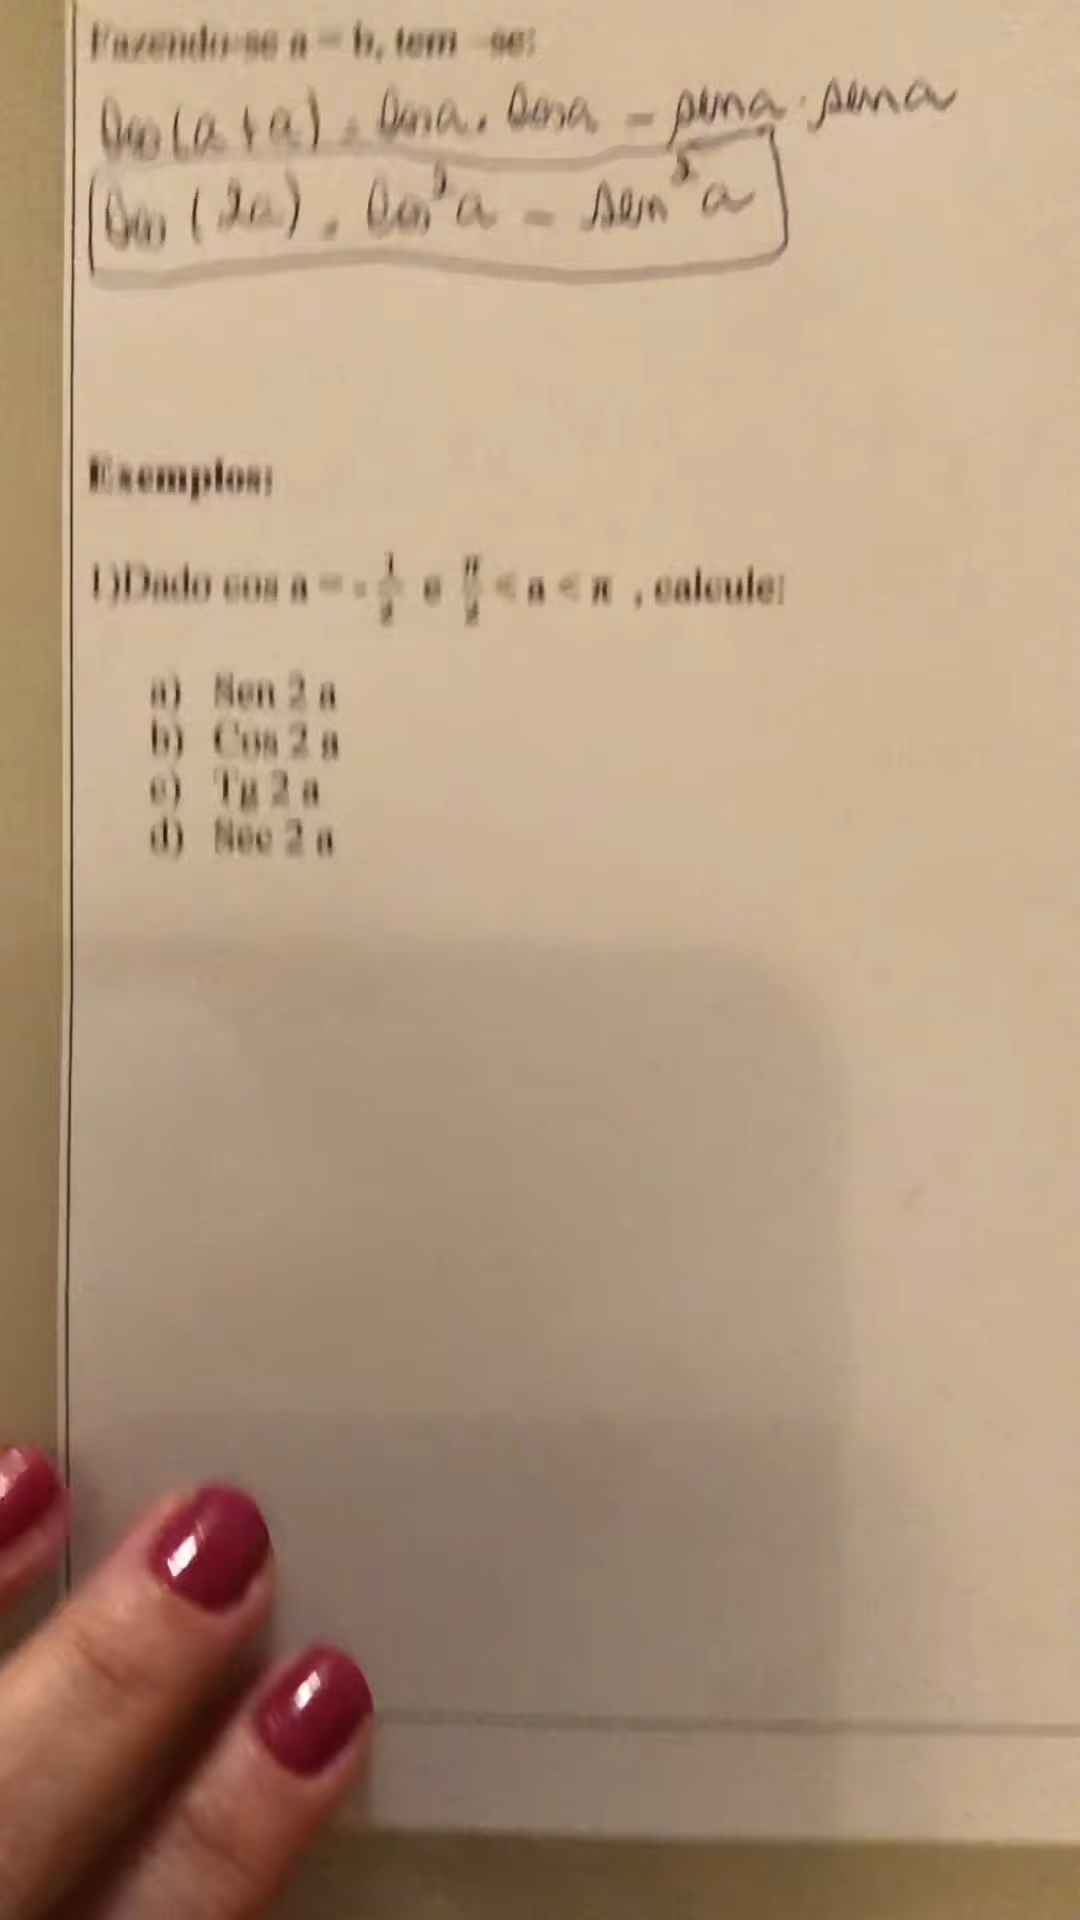 Fazendo-se a = b, tem -se:
cos(a+a) = cosa . cosa - sena . sena
cos(2a) = cos²a - sen²a
Exemplos:
1)Dado cos a = - 1/2 e π/2 < a < π , calcule:
a) Sen 2 a
b) Cos 2 a
c) Tg 2 a
d) Sec 2 a